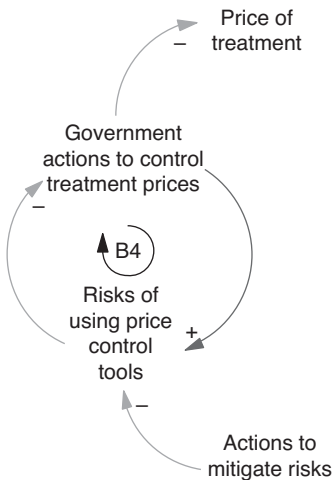 Price of
treatment
–
Government
actions to control
treatment prices
–
B4
Risks of
using price
control
tools
+
–
Actions to
mitigate risks